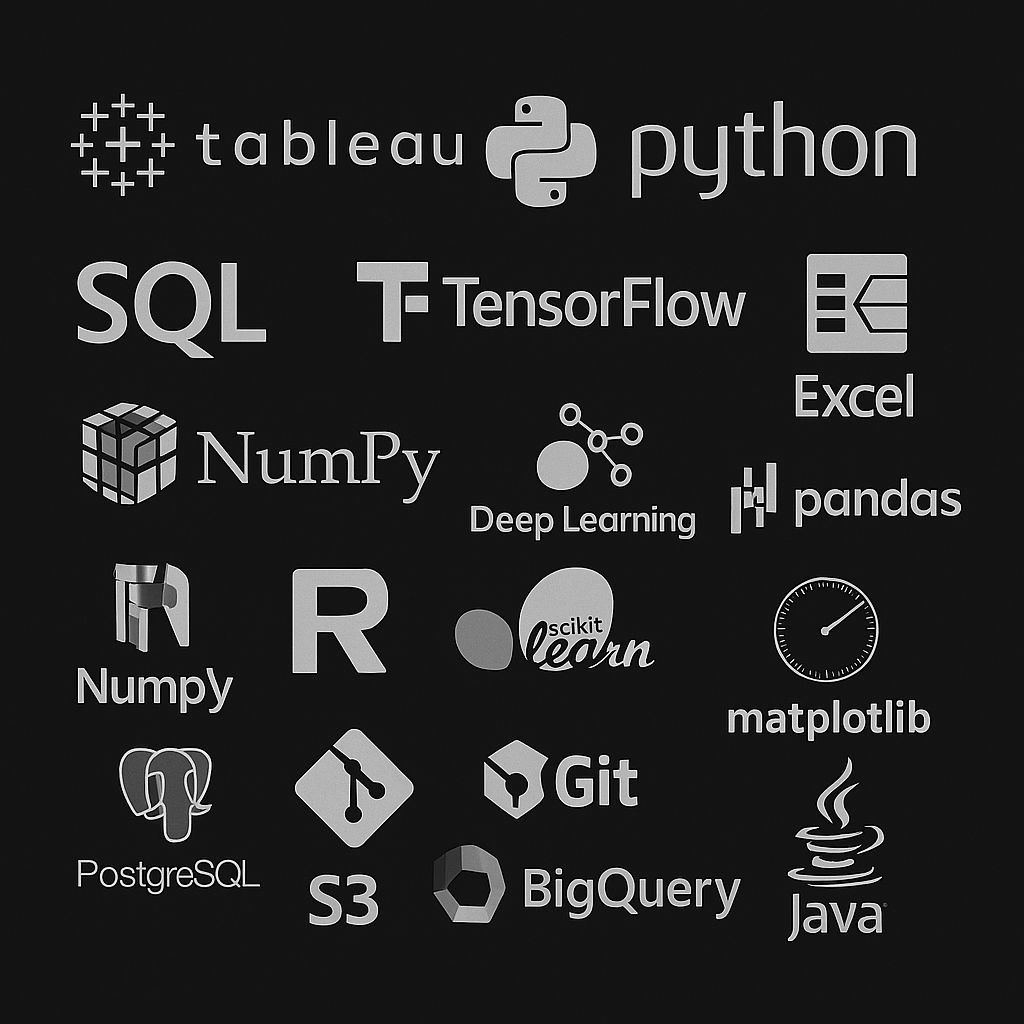 tableau
python
SQL
TensorFlow
Excel
NumPy
Deep Learning
pandas
Numpy
R
scikit
learn
matplotlib
PostgreSQL
S3
Git
BigQuery
Java